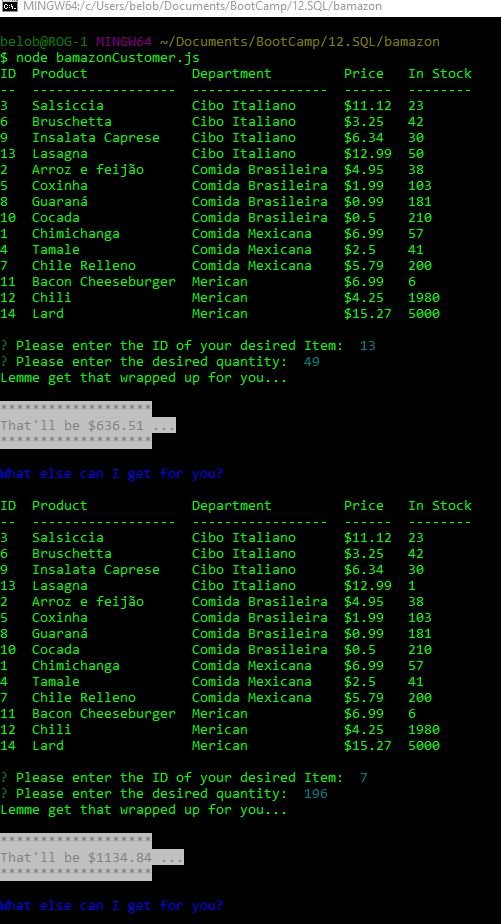 MINGW64:/c/Users/belob/Documents/BootCamp/12.SQL/bamazon
belob@ROG-1 MINGW64 ~/Documents/BootCamp/12.SQL/bamazon
$ node bamazonCustomer.js
ID  Product             Department         Price   In Stock
--  ------------------  -----------------  ------  --------
3   Salsiccia           Cibo Italiano      $11.12  23
6   Bruschetta          Cibo Italiano      $3.25   42
9   Insalata Caprese    Cibo Italiano      $6.34   30
13  Lasagna             Cibo Italiano      $12.99  50
2   Arroz e feijão      Comida Brasileira  $4.95   38
5   Coxinha             Comida Brasileira  $1.99   103
8   Guaraná             Comida Brasileira  $0.99   181
10  Cocada              Comida Brasileira  $0.5    210
1   Chimichanga         Comida Mexicana    $6.99   57
4   Tamale              Comida Mexicana    $2.5    41
7   Chile Relleno       Comida Mexicana    $5.79   200
11  Bacon Cheeseburger  Merican            $6.99   6
12  Chili               Merican            $4.25   1980
14  Lard                Merican            $15.27  5000
? Please enter the ID of your desired Item:  13
? Please enter the desired quantity:  49
Lemme get that wrapped up for you...
*******************
That'll be $636.51 ...
*******************
What else can I get for you?
ID  Product             Department         Price   In Stock
--  ------------------  -----------------  ------  --------
3   Salsiccia           Cibo Italiano      $11.12  23
6   Bruschetta          Cibo Italiano      $3.25   42
9   Insalata Caprese    Cibo Italiano      $6.34   30
13  Lasagna             Cibo Italiano      $12.99  1
2   Arroz e feijão      Comida Brasileira  $4.95   38
5   Coxinha             Comida Brasileira  $1.99   103
8   Guaraná             Comida Brasileira  $0.99   181
10  Cocada              Comida Brasileira  $0.5    210
1   Chimichanga         Comida Mexicana    $6.99   57
4   Tamale              Comida Mexicana    $2.5    41
7   Chile Relleno       Comida Mexicana    $5.79   200
11  Bacon Cheeseburger  Merican            $6.99   6
12  Chili               Merican            $4.25   1980
14  Lard                Merican            $15.27  5000
? Please enter the ID of your desired Item:  7
? Please enter the desired quantity:  196
Lemme get that wrapped up for you...
*******************
That'll be $1134.84 ...
*******************
What else can I get for you?